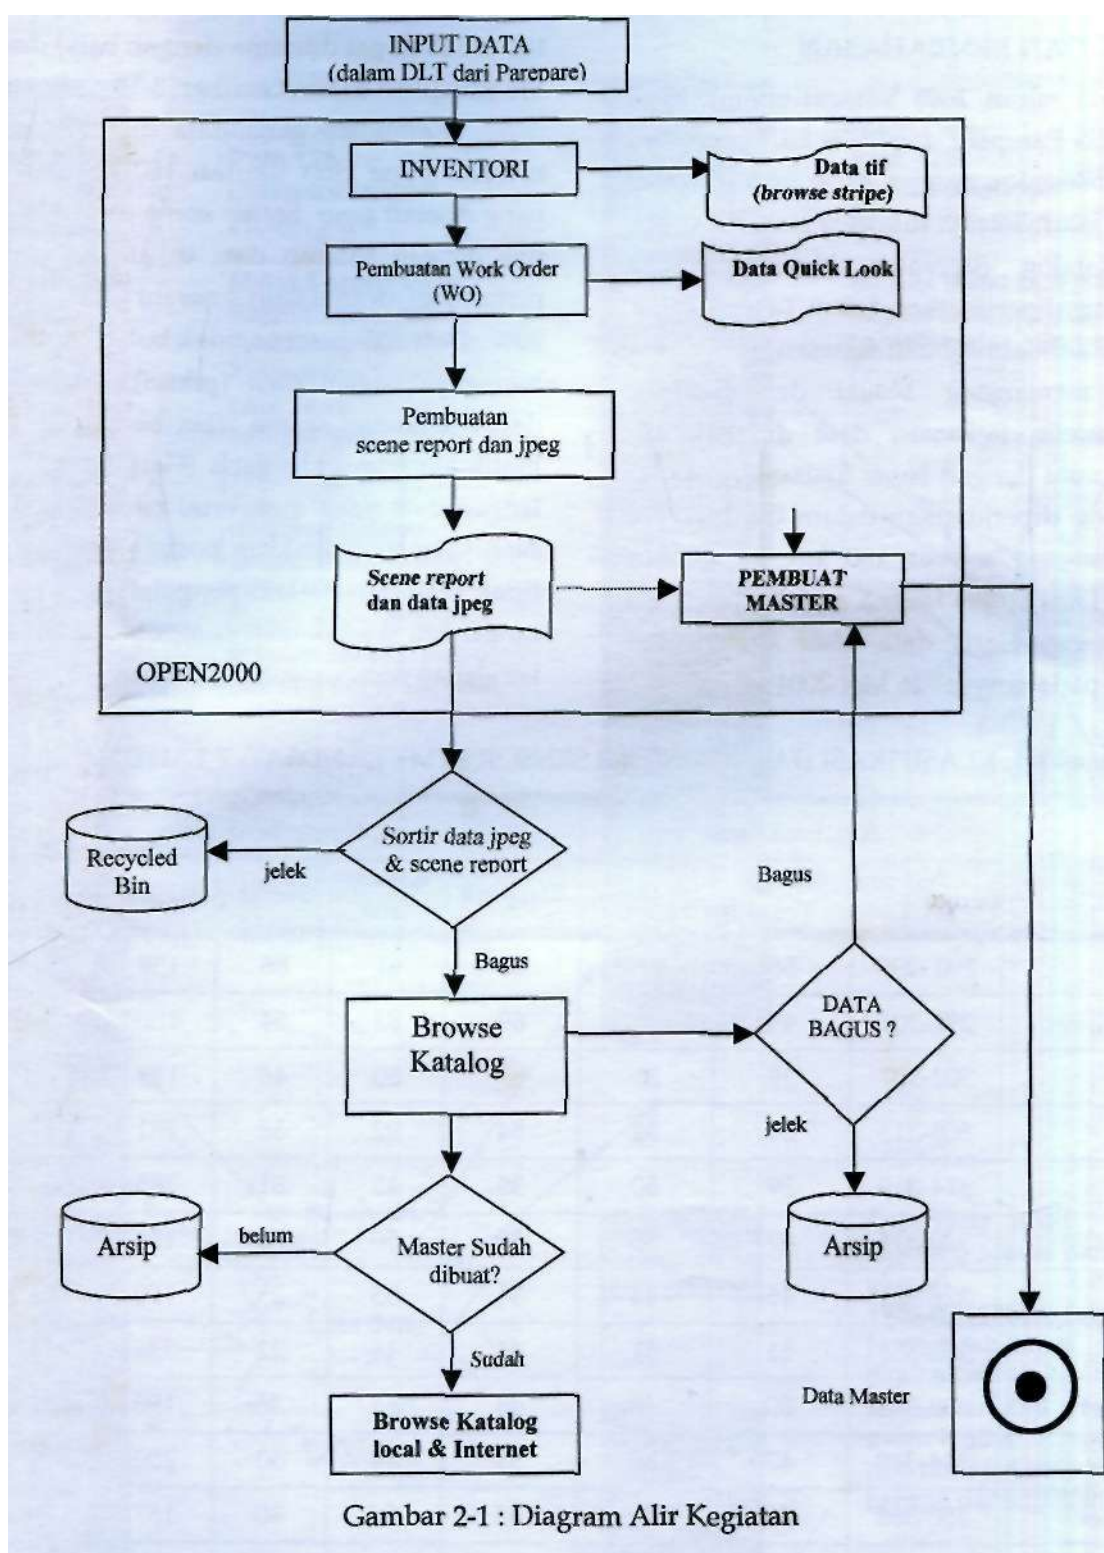 INPUT DATA
(dalam DLT dari Parepare)
INVENTORI
Data tif
(browse stripe)
Pembuatan Work Order
(WO)
Data Quick Look
Pembuatan
scene report dan jpeg
Scene report
dan data jpeg
PEMBUAT
MASTER
OPEN2000
Sortir data jpeg
& scene report
Recycled
Bin
jelek
Bagus
Bagus
Browse
Katalog
DATA
BAGUS ?
jelek
Arsip
belum
Master Sudah
dibuat?
Arsip
Sudah
Browse Katalog
local & Internet
Data Master
Gambar 2-1 : Diagram Alir Kegiatan